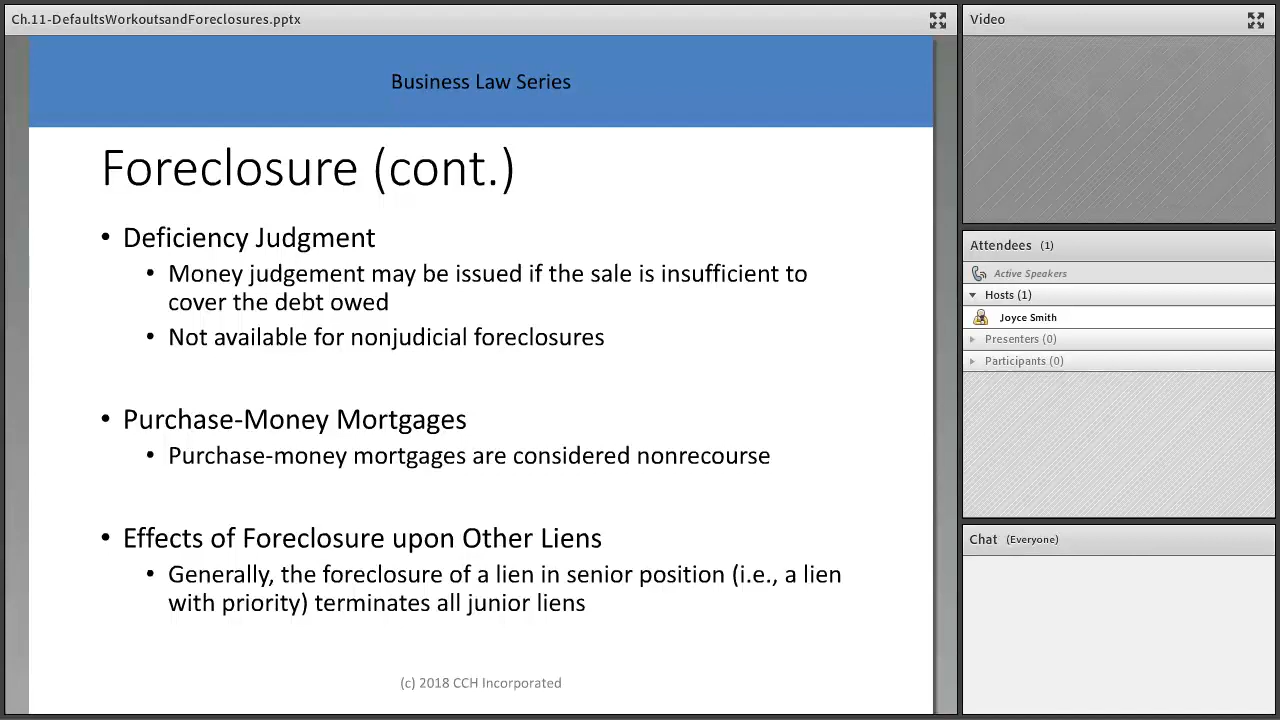 Ch.11-DefaultsWorkoutsandForeclosures.pptx
Business Law Series
Foreclosure (cont.)
• Deficiency Judgment
• Money judgement may be issued if the sale is insufficient to
cover the debt owed
• Not available for nonjudicial foreclosures
• Purchase-Money Mortgages
• Purchase-money mortgages are considered nonrecourse
• Effects of Foreclosure upon Other Liens
• Generally, the foreclosure of a lien in senior position (i.e., a lien
with priority) terminates all junior liens
(c) 2018 CCH Incorporated
Video
Attendees (1)
Active Speakers
Hosts (1)
Joyce Smith
Presenters (0)
Participants (0)
Chat (Everyone)